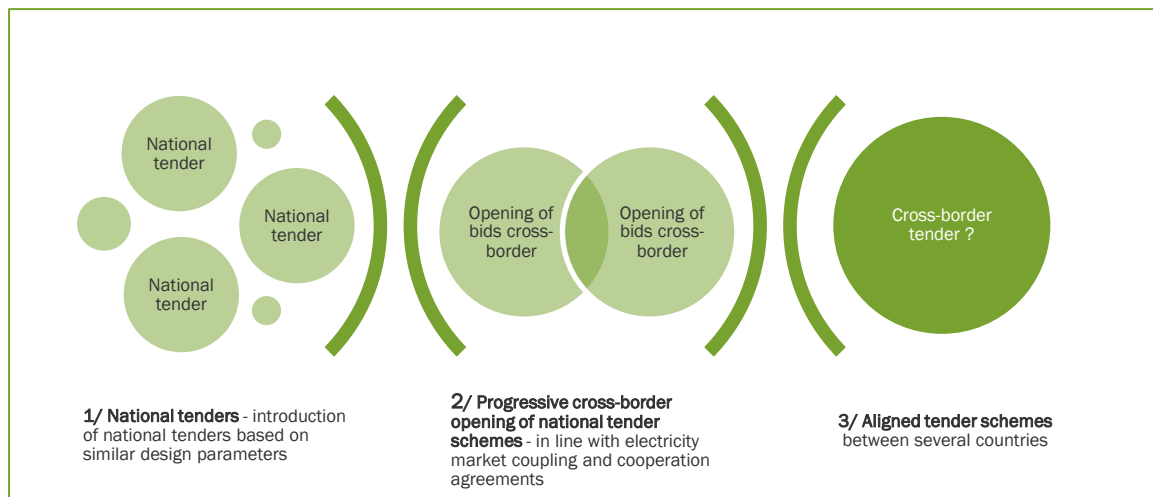 National
tender
National
tender
National
tender
Opening of
bids cross-
border
Opening of
bids cross-
border
Cross-border
tender ?
1/ National tenders - introduction
of national tenders based on
similar design parameters
2/ Progressive cross-border
opening of national tender
schemes - in line with electricity
market coupling and cooperation
agreements
3/ Aligned tender schemes
between several countries